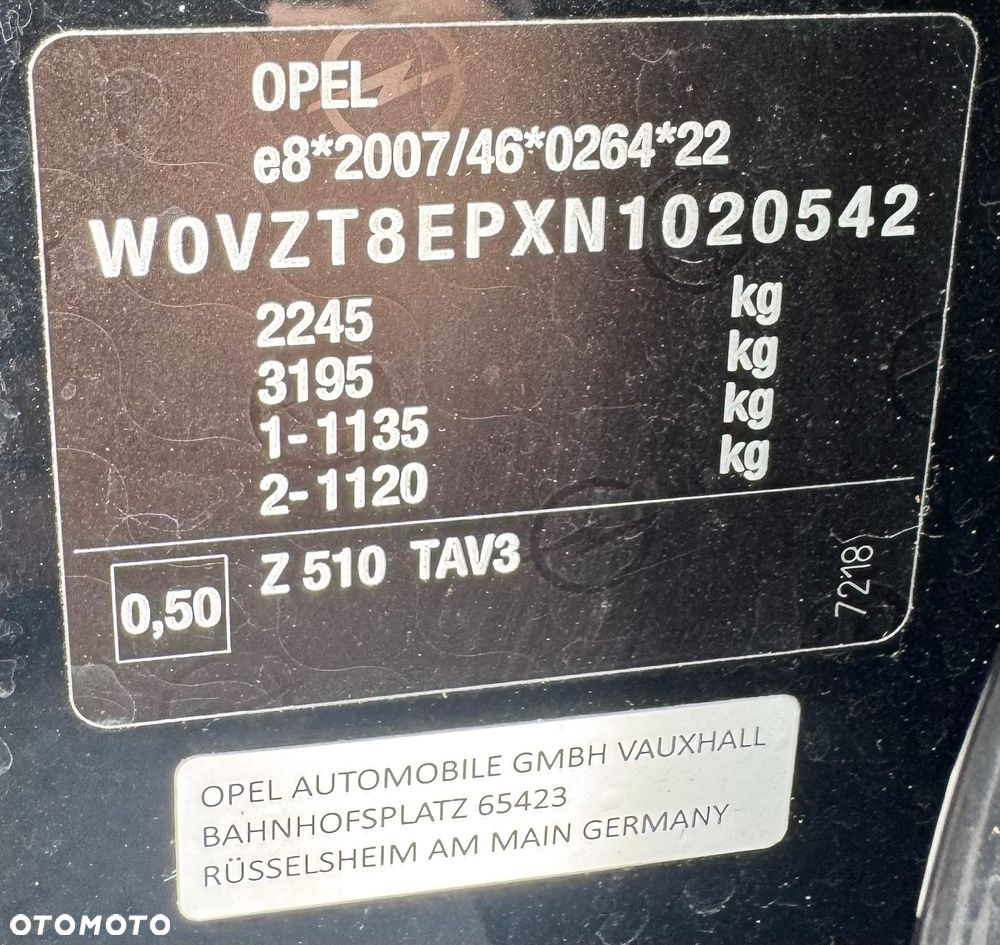 OPEL
e8*2007/46*0264*22
W0VZT8EPXN1020542
2245 kg
3195 kg
1-1135 kg
2-1120 kg
0,50 Z 510 TAV3
7218
OPEL AUTOMOBILE GMBH VAUXHALL
BAHNHOFSPLATZ 65423
RÜSSELSHEIM AM MAIN GERMANY
OTOMOTO